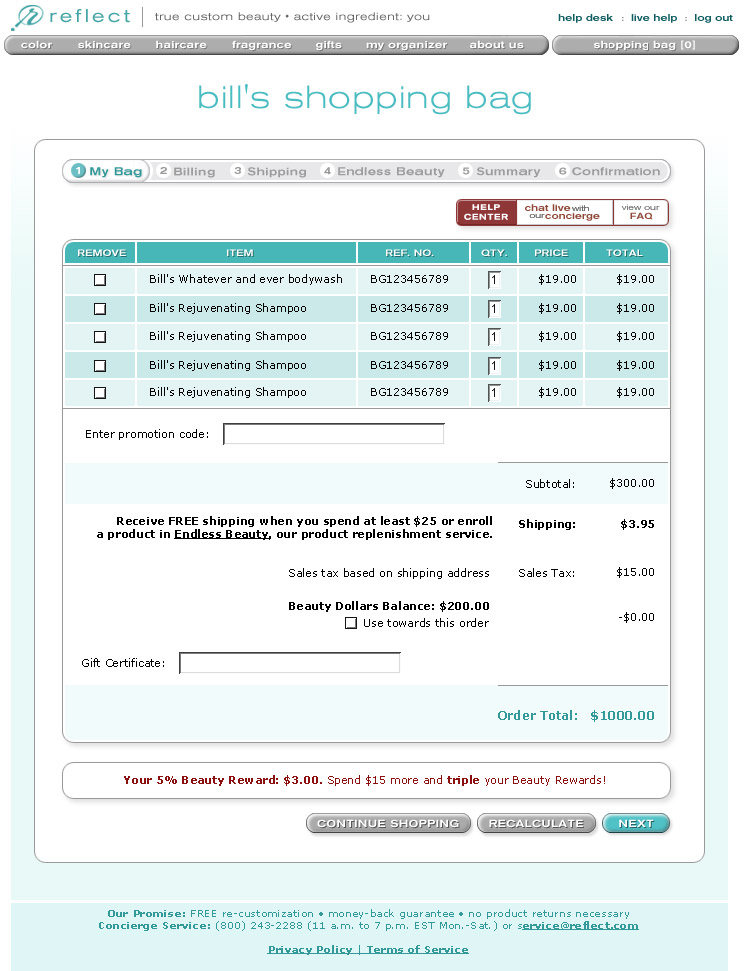 reflect true custom beauty • active ingredient: you help desk : live help : log out
color skincare haircare fragrance gifts my organizer about us shopping bag [0]
bill's shopping bag
1 My Bag 2 Billing 3 Shipping 4 Endless Beauty 5 Summary 6 Confirmation
HELP CENTER chat live with our concierge view our FAQ
REMOVE ITEM REF. NO. QTY. PRICE TOTAL
Bill's Whatever and ever bodywash BG123456789 1 $19.00 $19.00
Bill's Rejuvenating Shampoo BG123456789 1 $19.00 $19.00
Bill's Rejuvenating Shampoo BG123456789 1 $19.00 $19.00
Bill's Rejuvenating Shampoo BG123456789 1 $19.00 $19.00
Bill's Rejuvenating Shampoo BG123456789 1 $19.00 $19.00
Enter promotion code:
Subtotal: $300.00
Receive FREE shipping when you spend at least $25 or enroll
a product in Endless Beauty, our product replenishment service.
Shipping: $3.95
Sales tax based on shipping address Sales Tax: $15.00
Beauty Dollars Balance: $200.00
Use towards this order
-$0.00
Gift Certificate:
Order Total: $1000.00
Your 5% Beauty Reward: $3.00. Spend $15 more and triple your Beauty Rewards!
CONTINUE SHOPPING RECALCULATE NEXT
Our Promise: FREE re-customization • money-back guarantee • no product returns necessary
Concierge Service: (800) 243-2288 (11 a.m. to 7 p.m. EST Mon.-Sat.) or service@reflect.com
Privacy Policy | Terms of Service